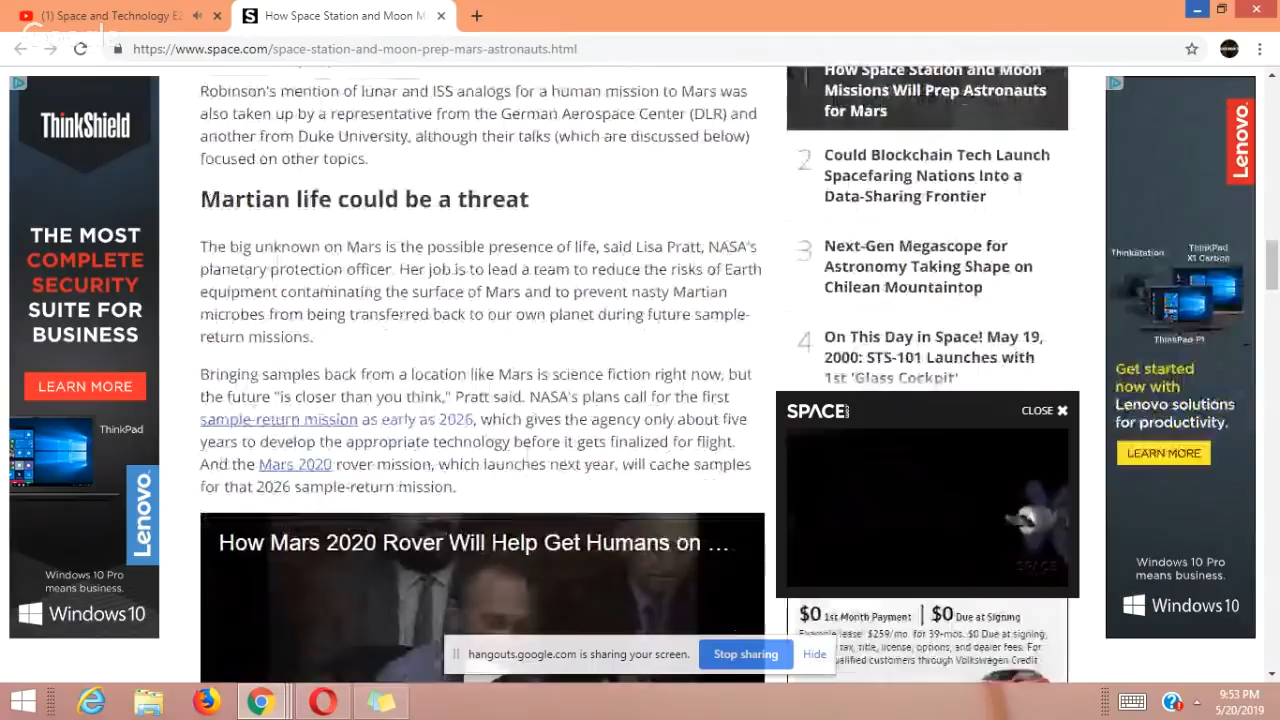 (1) Space and Technology E
How Space Station and Moon M
https://www.space.com/space-station-and-moon-prep-mars-astronauts.html
ThinkShield
THE MOST
COMPLETE
SECURITY
SUITE FOR
BUSINESS
LEARN MORE
ThinkPad
Lenovo
Windows 10 Pro
means business.
Windows10
Robinson's mention of lunar and ISS analogs for a human mission to Mars was
also taken up by a representative from the German Aerospace Center (DLR) and
another from Duke University, although their talks (which are discussed below)
focused on other topics.
Martian life could be a threat
The big unknown on Mars is the possible presence of life, said Lisa Pratt, NASA's
planetary protection officer. Her job is to lead a team to reduce the risks of Earth
equipment contaminating the surface of Mars and to prevent nasty Martian
microbes from being transferred back to our own planet during future sample-
return missions.
Bringing samples back from a location like Mars is science fiction right now, but
the future "is closer than you think," Pratt said. NASA's plans call for the first
sample-return mission as early as 2026, which gives the agency only about five
years to develop the appropriate technology before it gets finalized for flight.
And the Mars 2020 rover mission, which launches next year, will cache samples
for that 2026 sample-return mission.
How Mars 2020 Rover Will Help Get Humans on ...
How Space Station and Moon
Missions Will Prep Astronauts
for Mars
2 Could Blockchain Tech Launch
Spacefaring Nations Into a
Data-Sharing Frontier
3 Next-Gen Megascope for
Astronomy Taking Shape on
Chilean Mountaintop
4 On This Day in Space! May 19,
2000: STS-101 Launches with
1st 'Glass Cockpit'
SPACE
CLOSE ✖
SPACE
$0 1st Month Payment | $0 Due at Signing
Example lease: $259/mo. for 39-mos. $0 Due at signing,
tax, title, license, options, and dealer fees. For
qualified customers through Volkswagen Credit
Lenovo
Thinkstation
ThinkPad
X1 Carbon
ThinkPad P1
Get started
now with
Lenovo solutions
for productivity.
LEARN MORE
Windows 10 Pro
means business.
Windows10
hangouts.google.com is sharing your screen.
Stop sharing
Hide
9:53 PM
5/20/2019